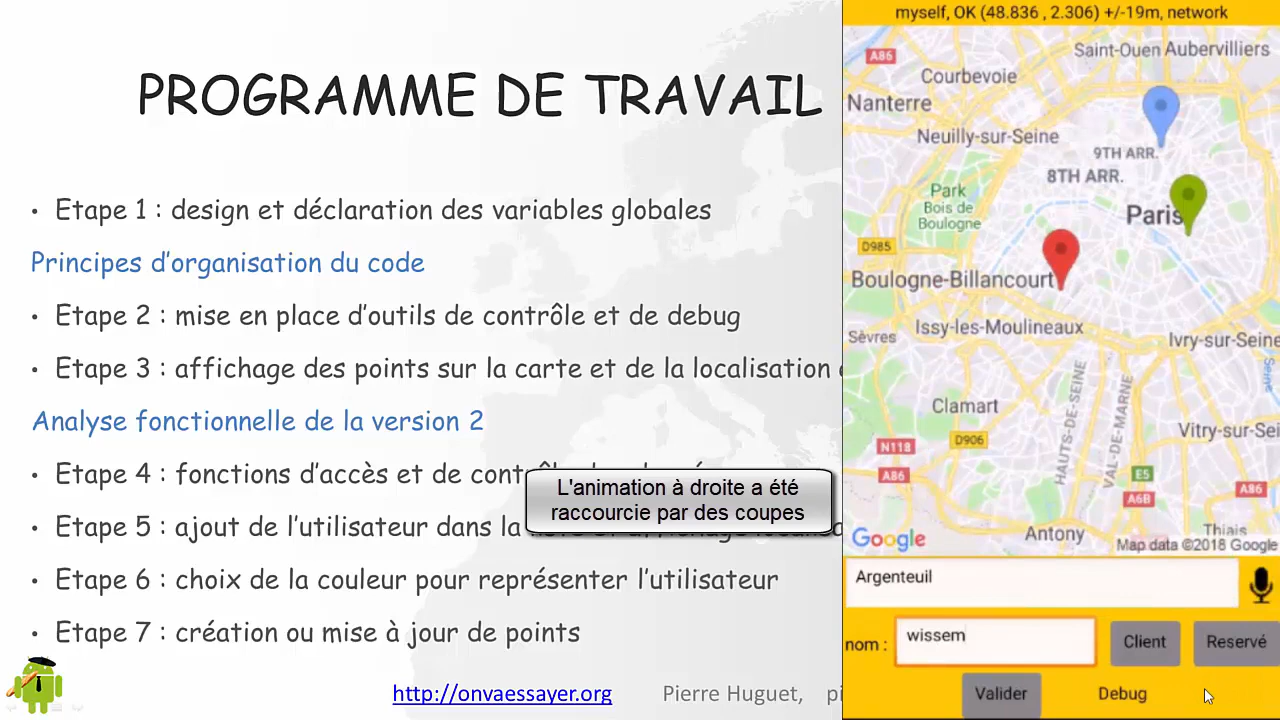 PROGRAMME DE TRAVAIL
• Etape 1 : design et déclaration des variables globales
Principes d’organisation du code
• Etape 2 : mise en place d’outils de contrôle et de debug
• Etape 3 : affichage des points sur la carte et de la localisation
Analyse fonctionnelle de la version 2
• Etape 4 : fonctions d’accès et de
• Etape 5 : ajout de l’utilisateur dans la
L'animation à droite a été
raccourcie par des coupes
• Etape 6 : choix de la couleur pour représenter l’utilisateur
• Etape 7 : création ou mise à jour de points
http://onvaessayer.org
Pierre Huguet,
myself, OK (48.836 , 2.306) +/-19m, network
A86
Saint-Ouen
Aubervilliers
Courbevoie
Nanterre
Neuilly-sur-Seine
9TH ARR.
8TH ARR.
Park
Bois de
Boulogne
Paris
D985
Boulogne-Billancourt
Issy-les-Moulineaux
Sèvres
Ivry-sur-Seine
Seine
HAUTS-DE-SEINE
VAL-DE-MARNE
Clamart
D906
N118
Vitry-sur-Sei
A86
E5
A6B
A86
Antony
Thiais
Google
Map data ©2018 Google
Argenteuil
nom :
wissem
Client
Reservé
Valider
Debug